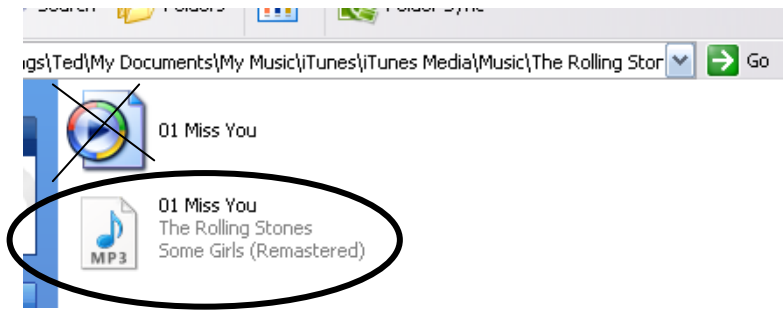 Search Folders Folder Sync
gs\Ted\My Documents\My Music\iTunes\iTunes Media\Music\The Rolling Stor Go
01 Miss You
01 Miss You
The Rolling Stones
Some Girls (Remastered)
MP3